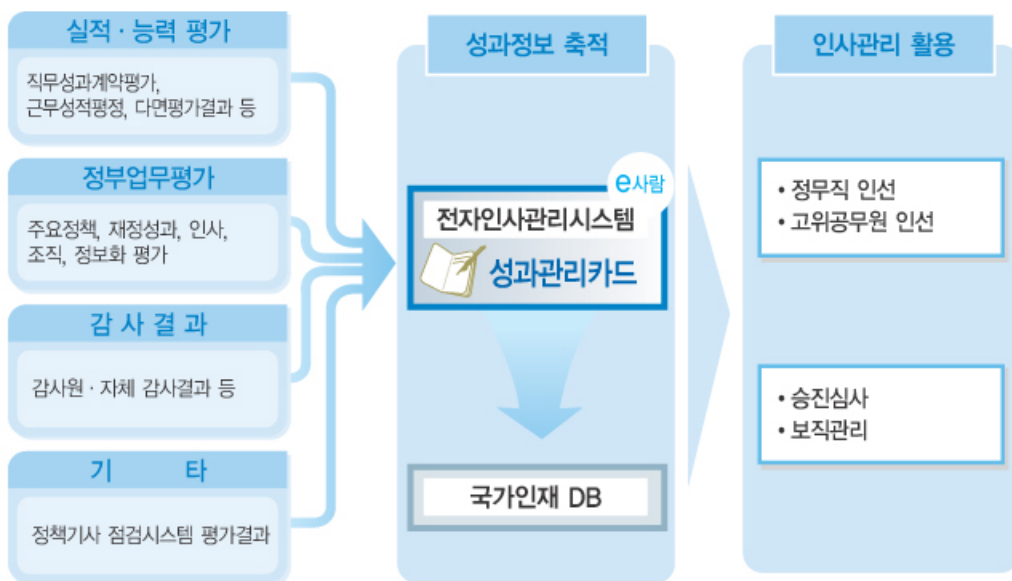 실적 · 능력 평가
직무성과계약평가,
근무성적평정, 다면평가결과 등
정부업무평가
주요정책, 재정성과, 인사,
조직, 정보화 평가
감 사 결 과
감사원 · 자체 감사결과 등
기 타
정책기사 점검시스템 평가결과
성과정보 축적
e사람
전자인사관리시스템
성과관리카드
국가인재 DB
인사관리 활용
• 정무직 인선
• 고위공무원 인선
• 승진심사
• 보직관리